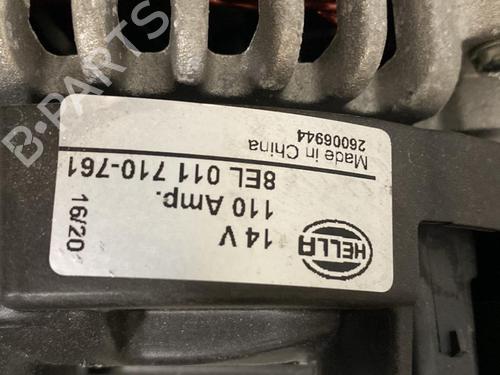 HELLA
14 V
110 Amp.
16/20
8EL 011 710-761
Made in China
26006944
B-PARTS